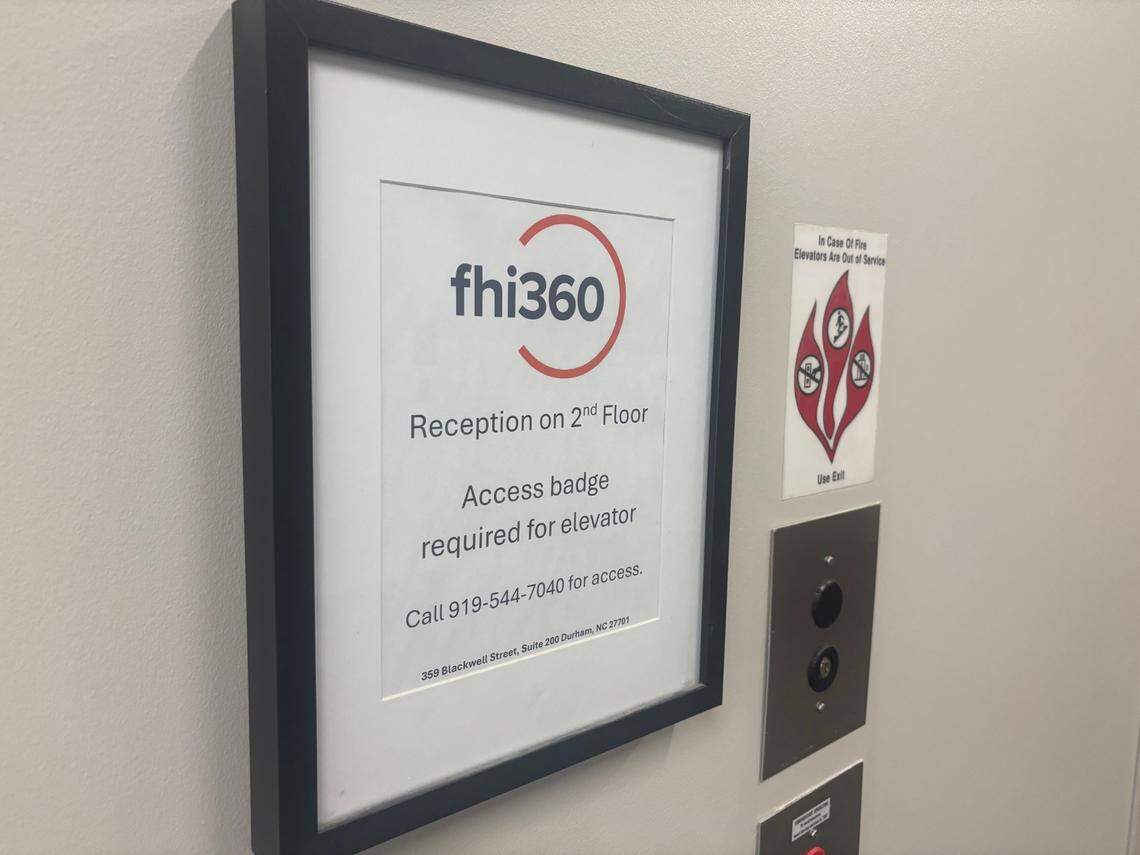 fhi360
Reception on 2nd Floor
Access badge
required for elevator
Call 919-544-7040 for access.
359 Blackwell Street, Suite 200 Durham, NC 27701
In Case Of Fire
Elevators Are Out of Service
Use Exit